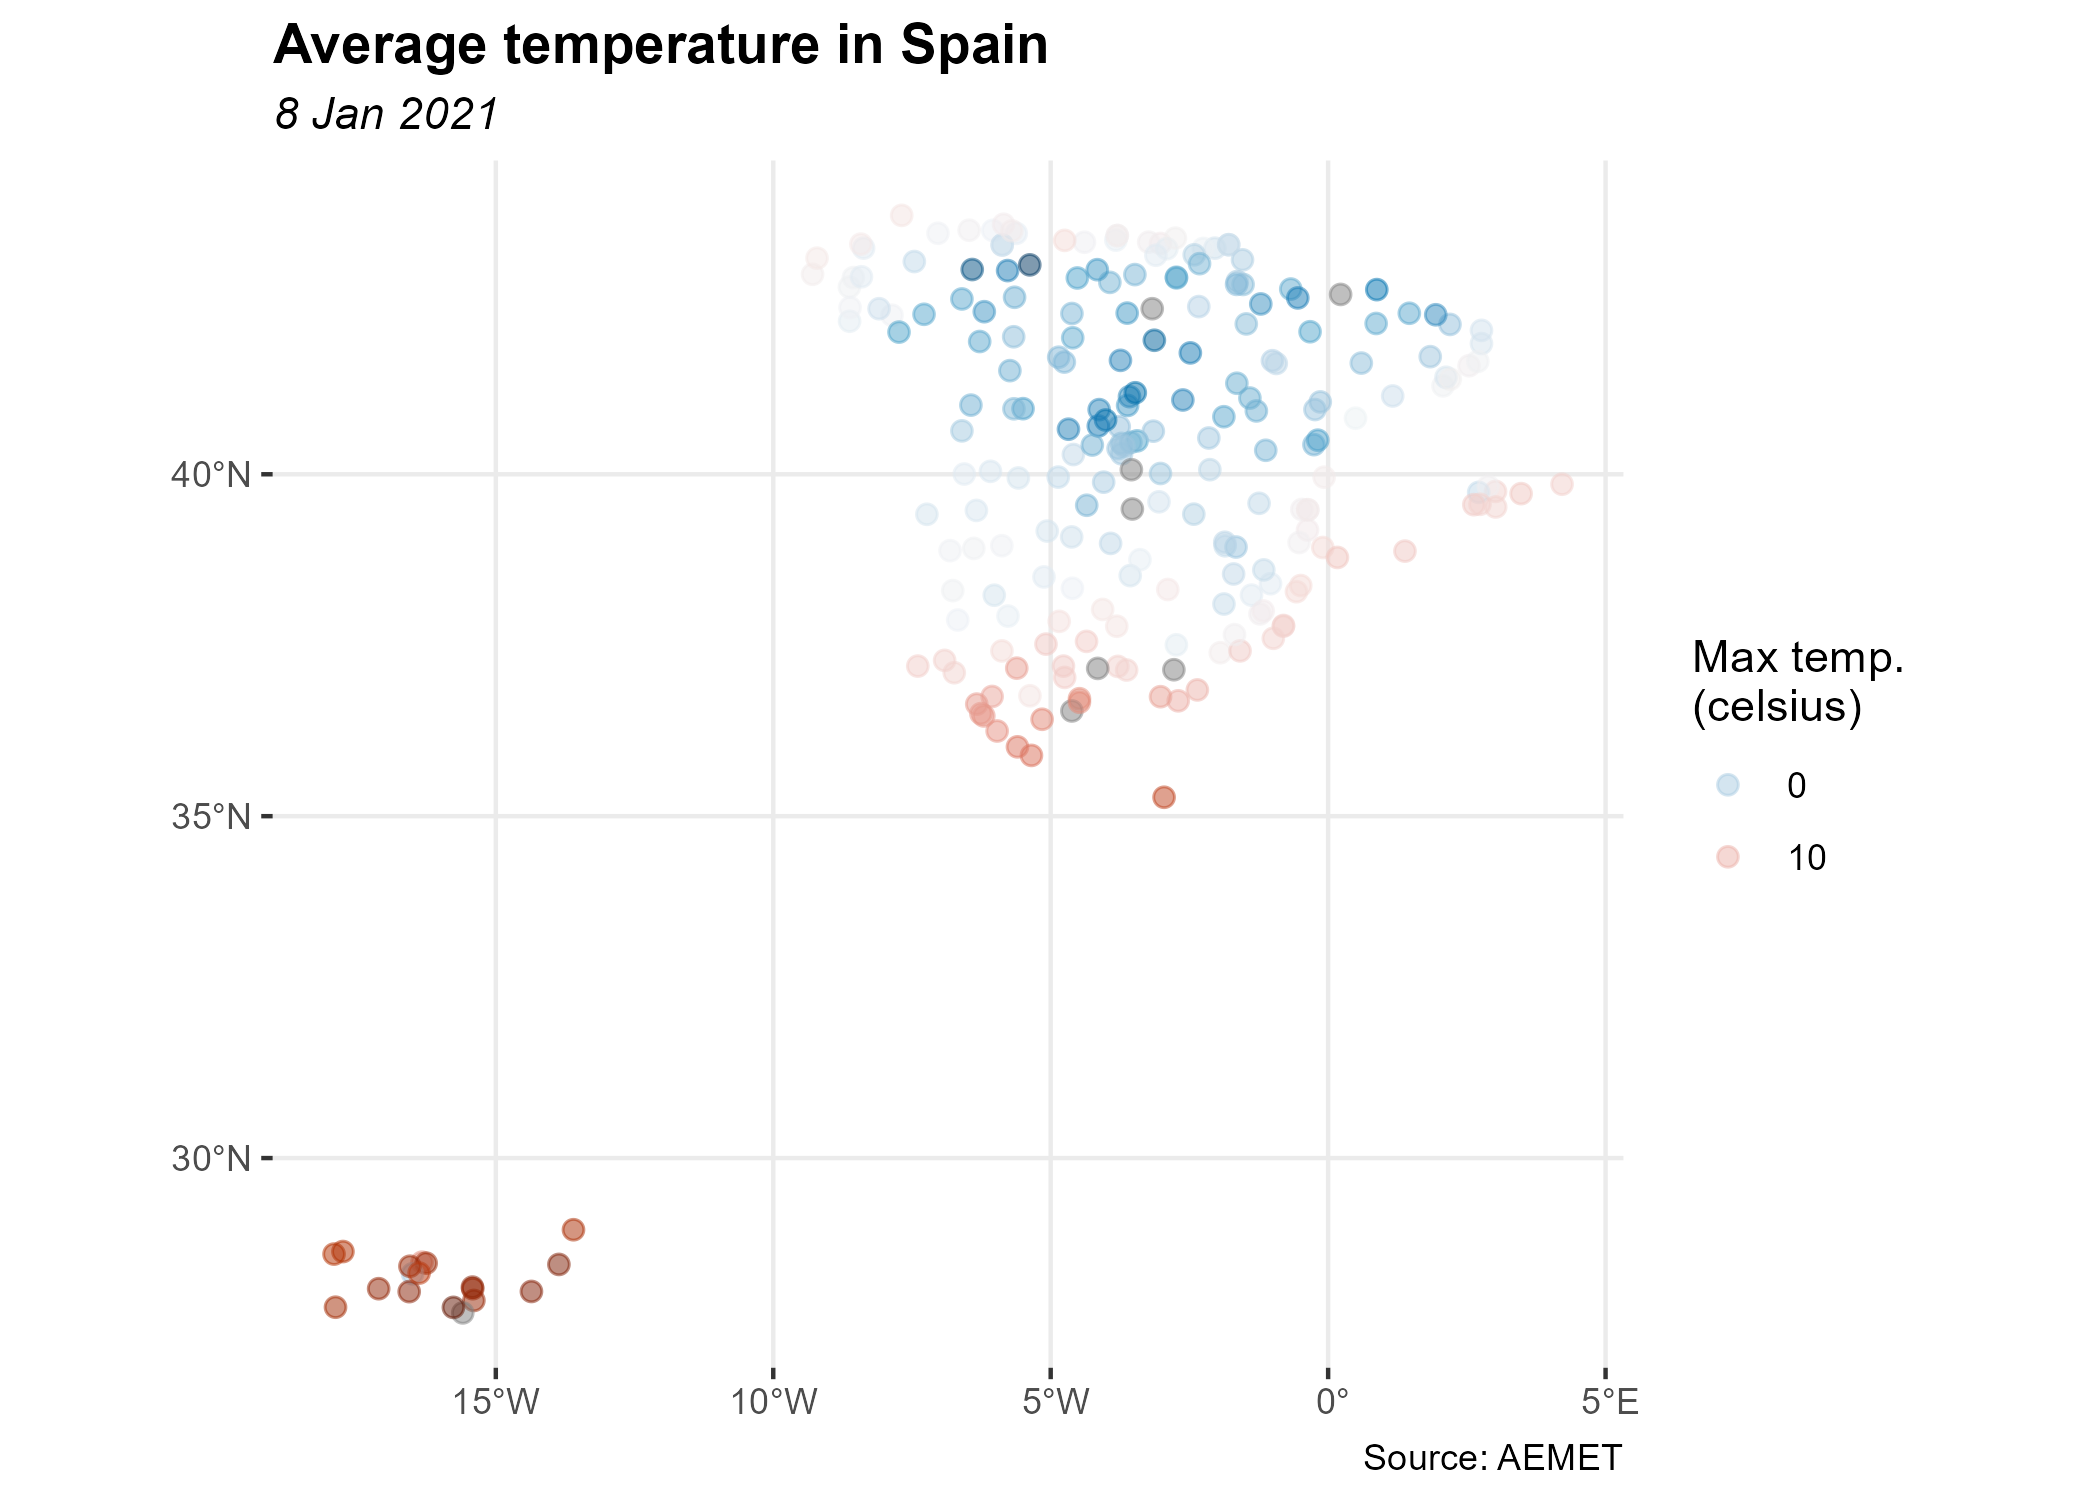 Average temperature in Spain
8 Jan 2021
40°N
35°N
30°N
15°W
10°W
5°W
0°
5°E
Max temp.
(celsius)
0
10
Source: AEMET